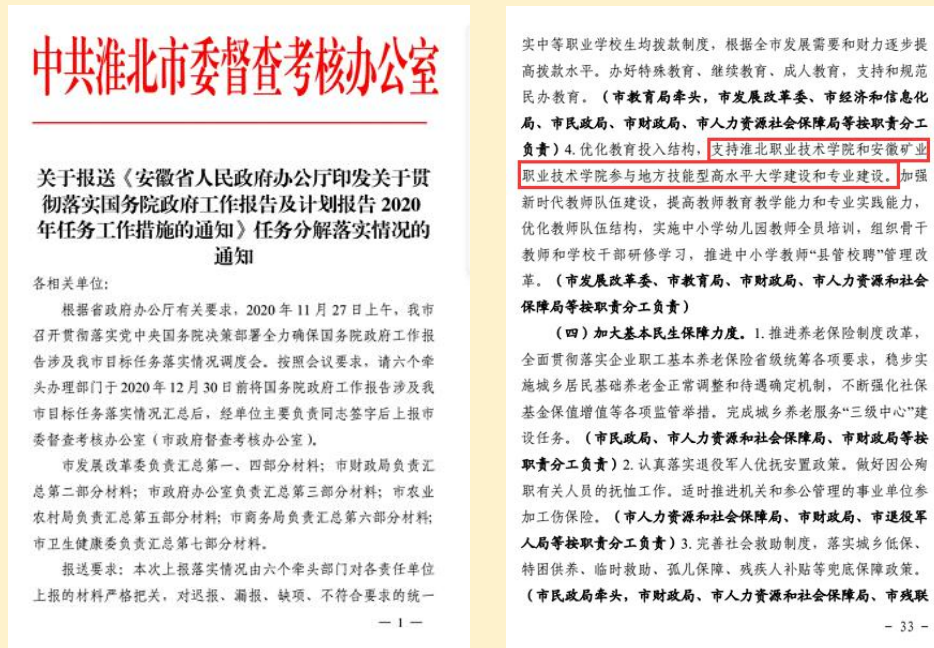 中共淮北市委督查考核办公室
关于报送《安徽省人民政府办公厅印发关于贯
彻落实国务院政府工作报告及计划报告 2020
年任务工作措施的通知》任务分解落实情况的
通知
各相关单位：
根据省政府办公厅有关要求，2020 年 11 月 27 日上午，我市
召开贯彻落实党中央国务院决策部署全力确保国务院政府工作报
告涉及我市目标任务落实情况调度会。按照会议要求，请六个牵
头办理部门于 2020 年 12 月 30 日前将国务院政府工作报告涉及我
市目标任务落实情况汇总后，经单位主要负责同志签字后上报市
委督查考核办公室（市政府督查考核办公室）。
市发展改革委负责汇总第一、四部分材料；市财政局负责汇
总第二部分材料；市政府办公室负责汇总第三部分材料；市农业
农村局负责汇总第五部分材料；市商务局负责汇总第六部分材料；
市卫生健康委负责汇总第七部分材料。
报送要求：本次上报落实情况由六个牵头部门对各责任单位
上报的材料严格把关，对迟报、漏报、缺项、不符合要求的统一
— 1 —
实中等职业学校生均拨款制度，根据全市发展需要和财力逐步提
高拨款水平。办好特殊教育、继续教育、成人教育，支持和规范
民办教育。（市教育局牵头，市发展改革委、市经济和信息化
局、市民政局、市财政局、市人力资源社会保障局等按职责分工
负责）4. 优化教育投入结构，支持淮北职业技术学院和安徽矿业
职业技术学院参与地方技能型高水平大学建设和专业建设。加强
新时代教师队伍建设，提高教师教育教学能力和专业实践能力，
优化教师队伍结构，实施中小学幼儿园教师全员培训，组织骨干
教师和学校干部研修学习，推进中小学教师“县管校聘”管理改
革。（市发展改革委、市教育局、市财政局、市人力资源和社会
保障局等按职责分工负责）
（四）加大基本民生保障力度。1. 推进养老保险制度改革，
全面贯彻落实企业职工基本养老保险省级统筹各项要求，稳步实
施城乡居民基础养老金正常调整和待遇确定机制，不断强化社保
基金保值增值等各项监管举措。完成城乡养老服务“三级中心”建
设任务。（市民政局、市人力资源和社会保障局、市财政局等按
职责分工负责）2. 认真落实退役军人优抚安置政策。做好因公殉
职有关人员的抚恤工作。适时推进机关和参公管理的事业单位参
加工伤保险。（市人力资源和社会保障局、市财政局、市退役军
人局等按职责分工负责）3. 完善社会救助制度，落实城乡低保、
特困供养、临时救助、孤儿保障、残疾人补贴等兜底保障政策。
（市民政局牵头，市财政局、市人力资源和社会保障局、市残联
- 33 -